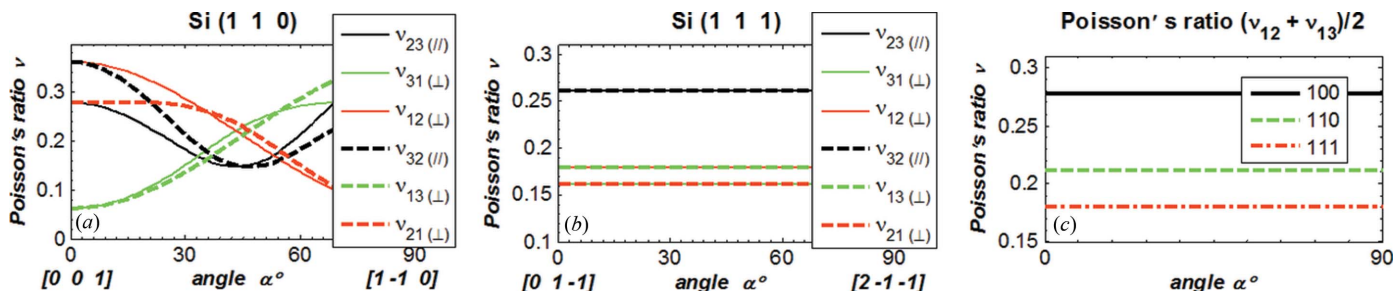 Si (1 1 0)
Poisson's ratio ν
0.3
0.2
0.1
0
(a)
0 30 60 90
[0 0 1] angle α° [1 -1 0]
ν23 (//)
ν31 (⊥)
ν12 (⊥)
ν32 (//)
ν13 (⊥)
ν21 (⊥)
Si (1 1 1)
Poisson's ratio ν
0.3
0.25
0.2
0.15
0.1
(b)
0 30 60 90
[0 1 -1] angle α° [2 -1 -1]
ν23 (//)
ν31 (⊥)
ν12 (⊥)
ν32 (//)
ν13 (⊥)
ν21 (⊥)
Poisson's ratio (ν12 + ν13)/2
Poisson's ratio ν
0.3
0.25
0.2
0.15
(c)
0 90
angle α°
100
110
111